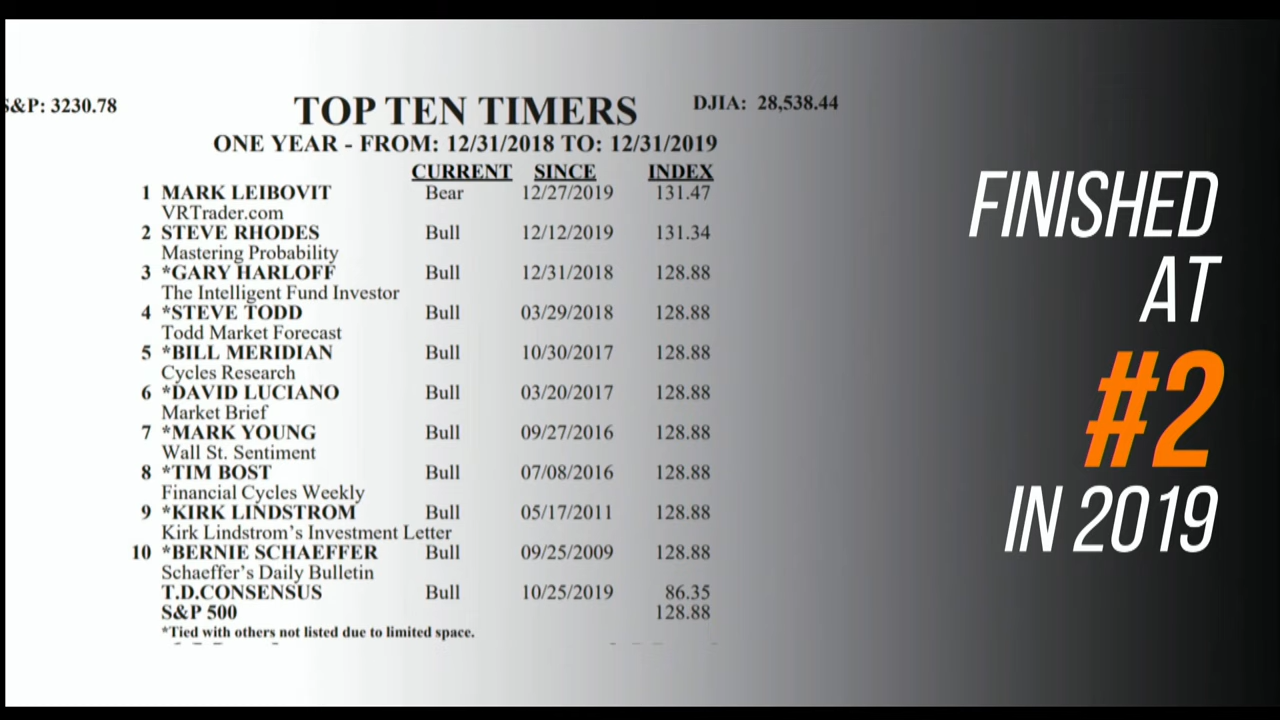 S&P: 3230.78
TOP TEN TIMERS
DJIA: 28,538.44
ONE YEAR - FROM: 12/31/2018 TO: 12/31/2019
CURRENT SINCE INDEX
1 MARK LEIBOVIT Bear 12/27/2019 131.47
VRTrader.com
2 STEVE RHODES Bull 12/12/2019 131.34
Mastering Probability
3 *GARY HARLOFF Bull 12/31/2018 128.88
The Intelligent Fund Investor
4 *STEVE TODD Bull 03/29/2018 128.88
Todd Market Forecast
5 *BILL MERIDIAN Bull 10/30/2017 128.88
Cycles Research
6 *DAVID LUCIANO Bull 03/20/2017 128.88
Market Brief
7 *MARK YOUNG Bull 09/27/2016 128.88
Wall St. Sentiment
8 *TIM BOST Bull 07/08/2016 128.88
Financial Cycles Weekly
9 *KIRK LINDSTROM Bull 05/17/2011 128.88
Kirk Lindstrom's Investment Letter
10 *BERNIE SCHAEFFER Bull 09/25/2009 128.88
Schaeffer's Daily Bulletin
T.D.CONSENSUS Bull 10/25/2019 86.35
S&P 500 128.88
*Tied with others not listed due to limited space.
FINISHED
AT
#2
IN 2019